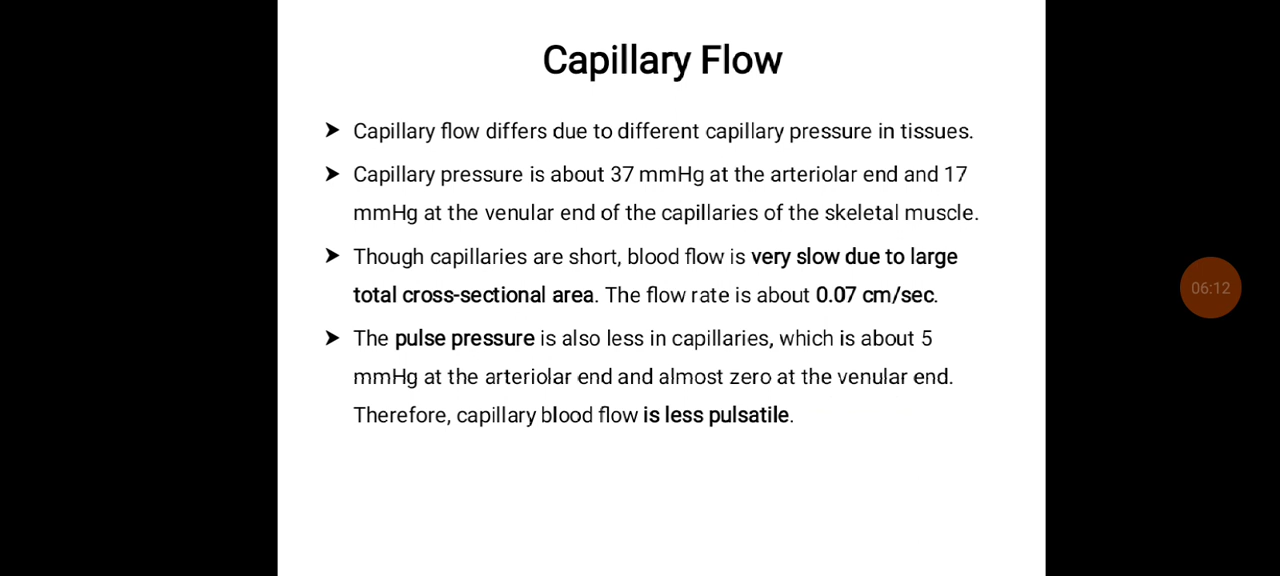 Capillary Flow
➤ Capillary flow differs due to different capillary pressure in tissues.
➤ Capillary pressure is about 37 mmHg at the arteriolar end and 17
mmHg at the venular end of the capillaries of the skeletal muscle.
➤ Though capillaries are short, blood flow is very slow due to large
total cross-sectional area. The flow rate is about 0.07 cm/sec.
➤ The pulse pressure is also less in capillaries, which is about 5
mmHg at the arteriolar end and almost zero at the venular end.
Therefore, capillary blood flow is less pulsatile.
06:12